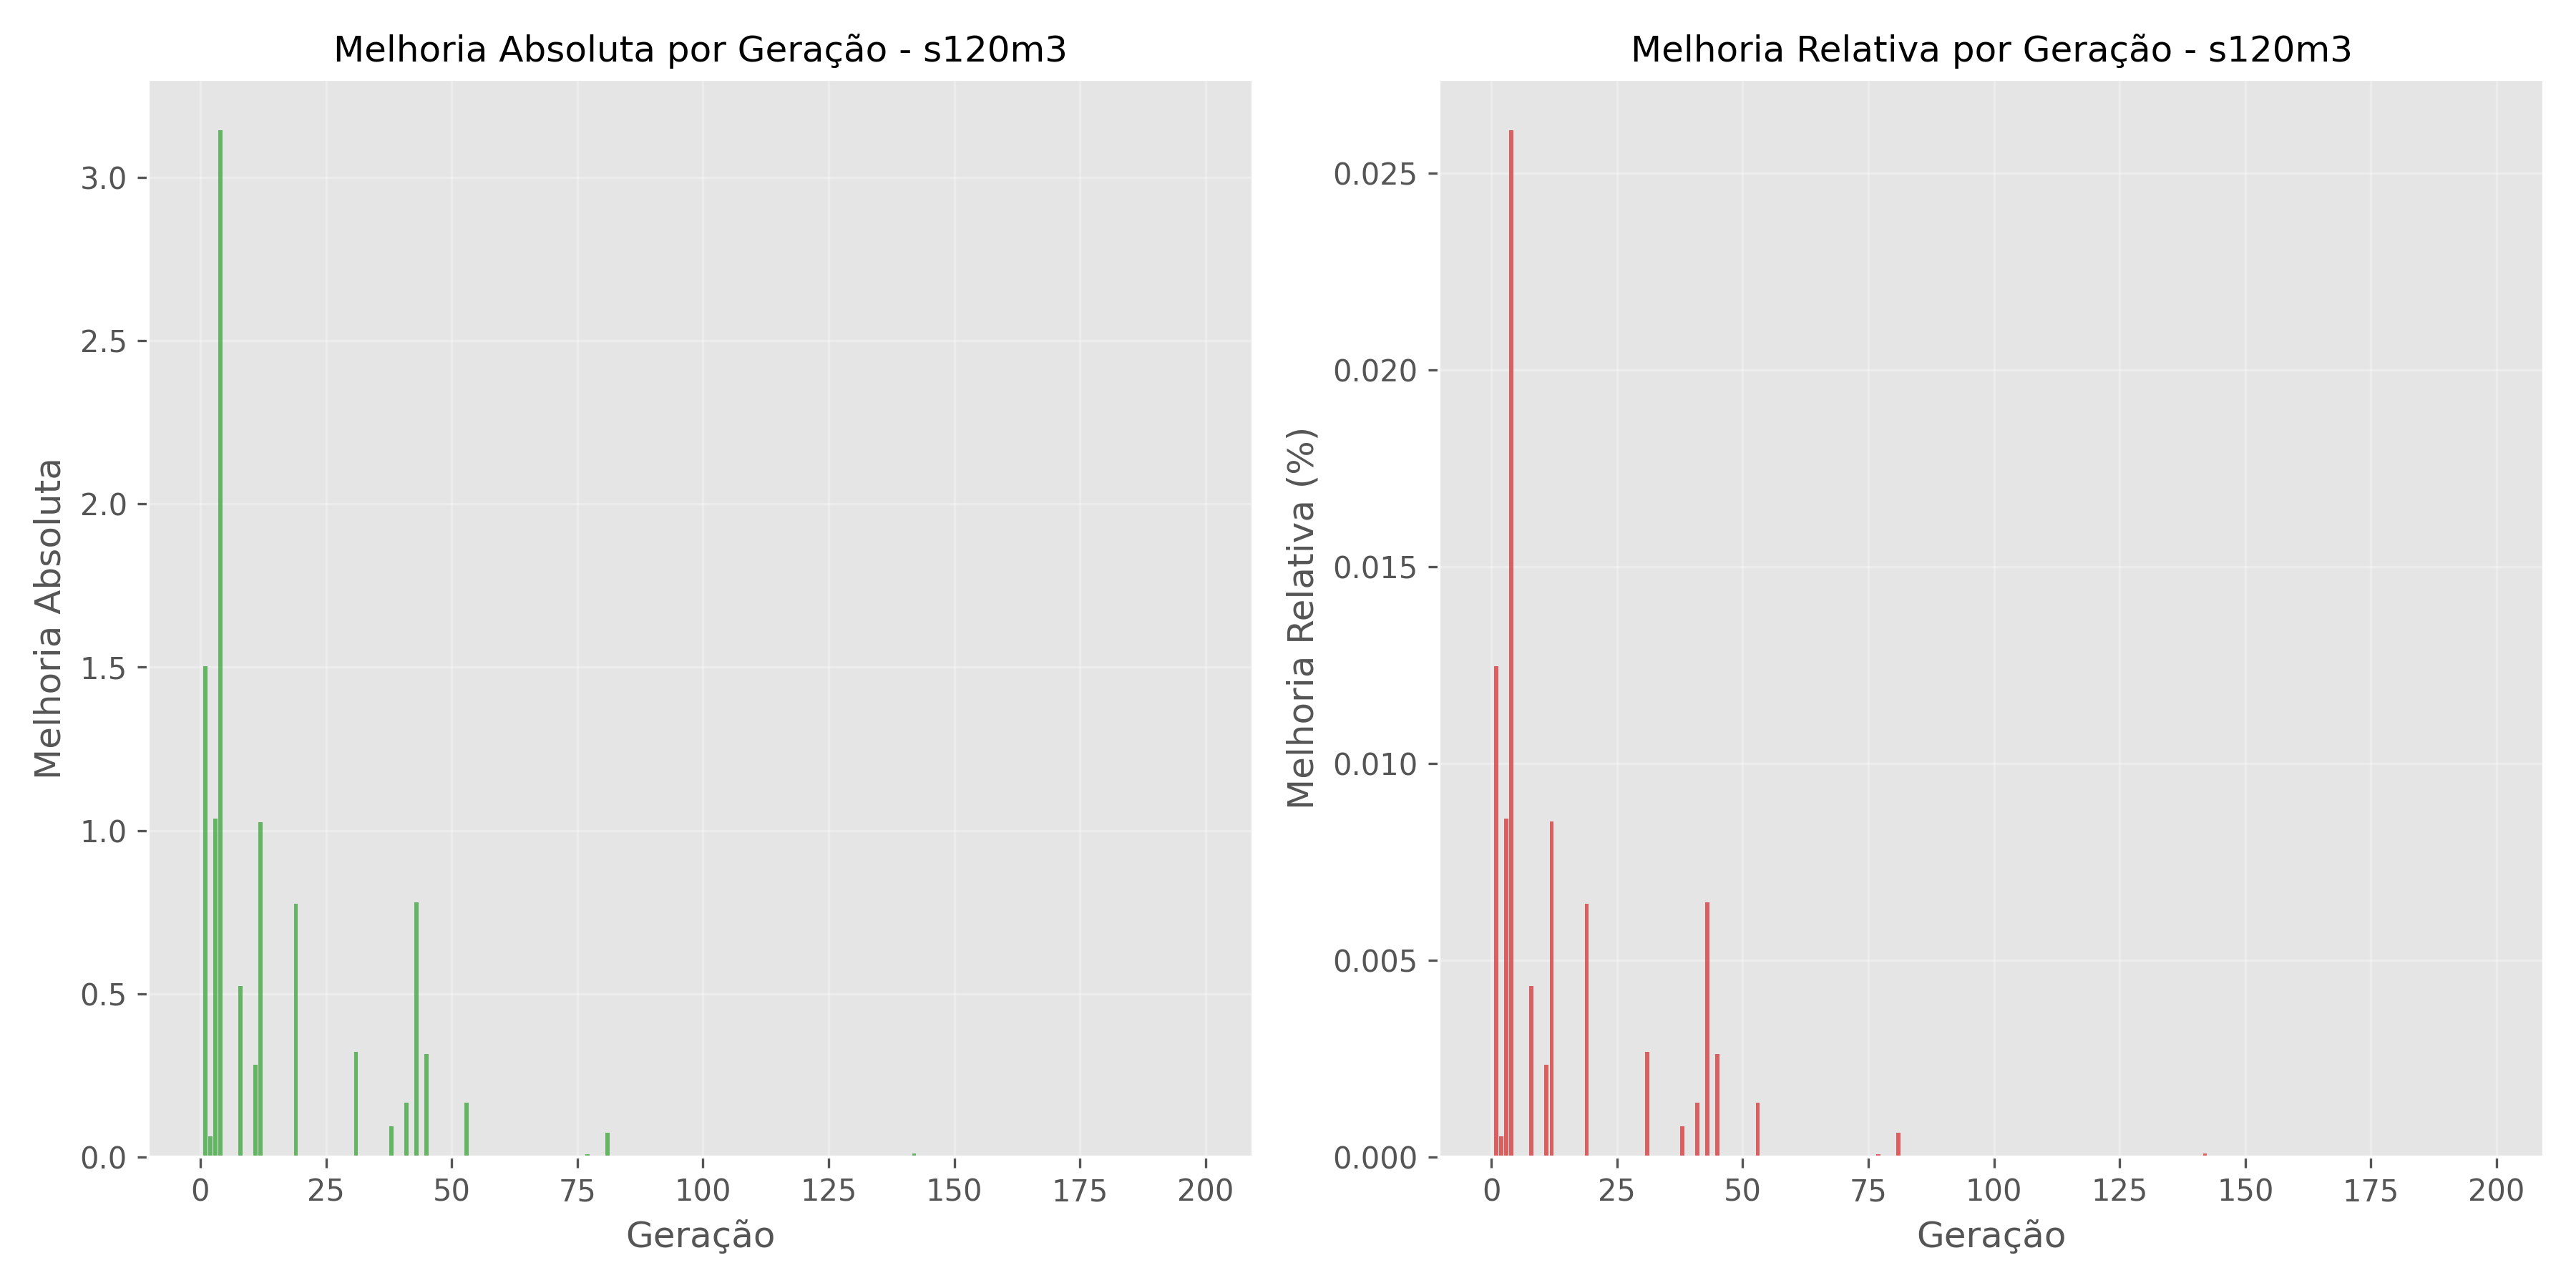 Melhoria Absoluta por Geração - s120m3
Melhoria Absoluta
3.0
2.5
2.0
1.5
1.0
0.5
0.0
0 25 50 75 100 125 150 175 200
Geração
Melhoria Relativa por Geração - s120m3
Melhoria Relativa (%)
0.025
0.020
0.015
0.010
0.005
0.000
0 25 50 75 100 125 150 175 200
Geração